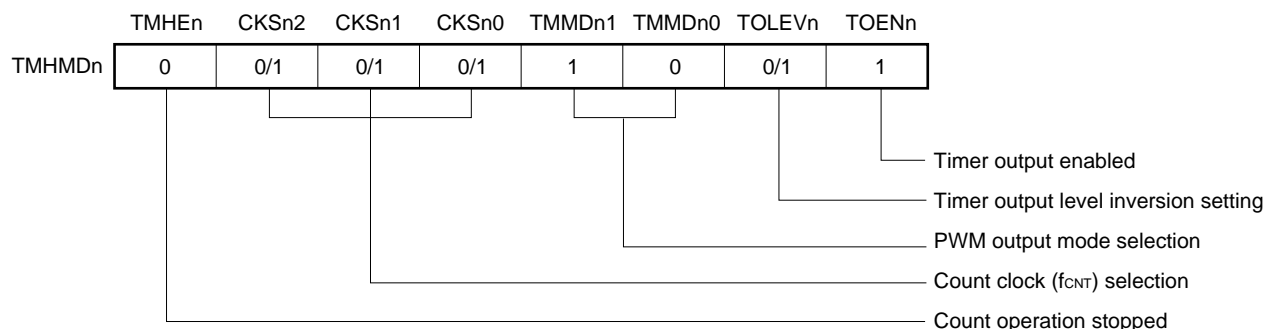 TMHEn CKSn2 CKSn1 CKSn0 TMMDn1 TMMDn0 TOLEVn TOENn
TMHMDn 0 0/1 0/1 0/1 1 0 0/1 1
Timer output enabled
Timer output level inversion setting
PWM output mode selection
Count clock (fCNT) selection
Count operation stopped